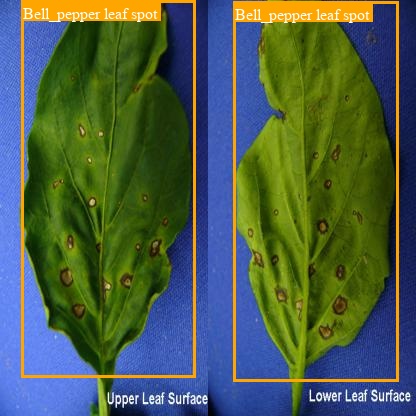 Bell_pepper leaf spot
Bell_pepper leaf spot
Upper Leaf Surface
Lower Leaf Surface